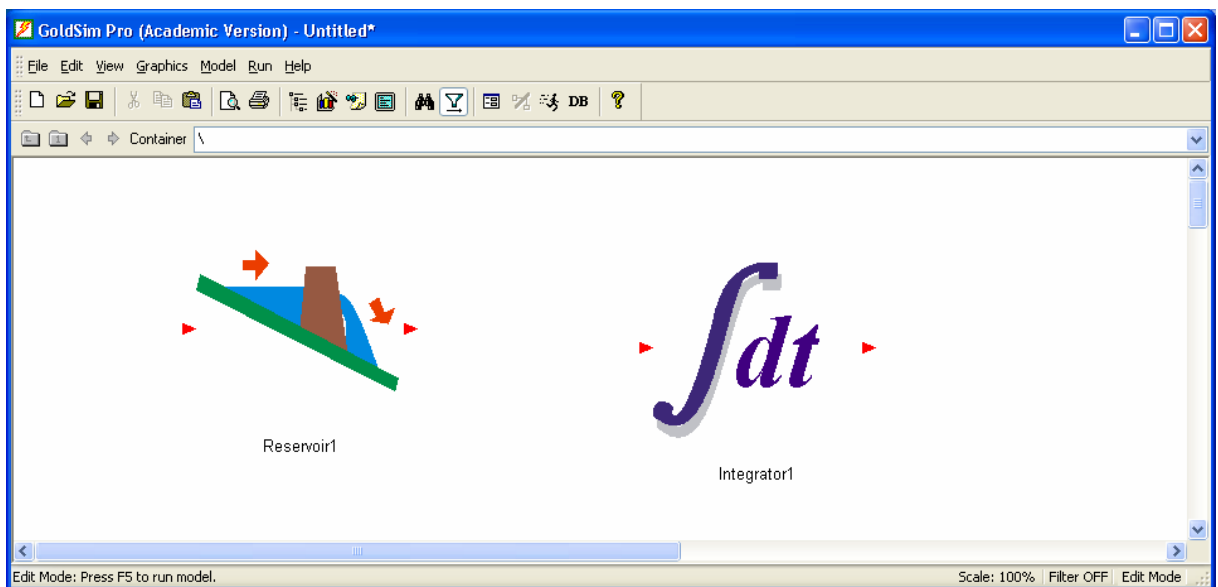 GoldSim Pro (Academic Version) - Untitled*
File Edit View Graphics Model Run Help
DB ?
Container \
∫dt
Reservoir1
Integrator1
Edit Mode: Press F5 to run model. Scale: 100% Filter OFF Edit Mode